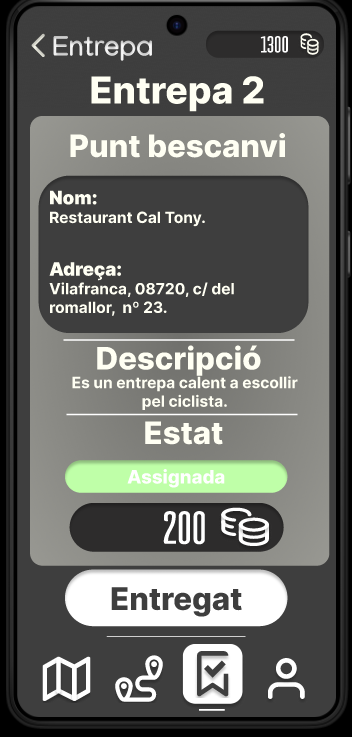 Entrepa
1300
Entrepa 2
Punt bescanvi
Nom:
Restaurant Cal Tony.
Adreça:
Vilafranca, 08720, c/ del
romallor, nº 23.
Descripció
Es un entrepa calent a escollir
pel ciclista.
Estat
Assignada
200
Entregat